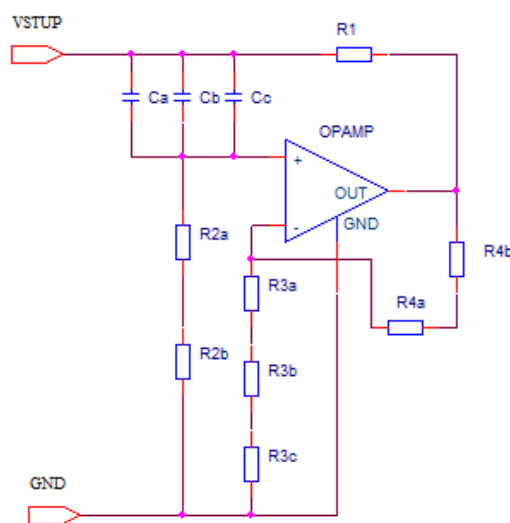 VSTUP
R1
Ca
Cb
Cc
OPAMP
+
OUT
-
GND
R2a
R4b
R3a
R4a
R2b
R3b
R3c
GND